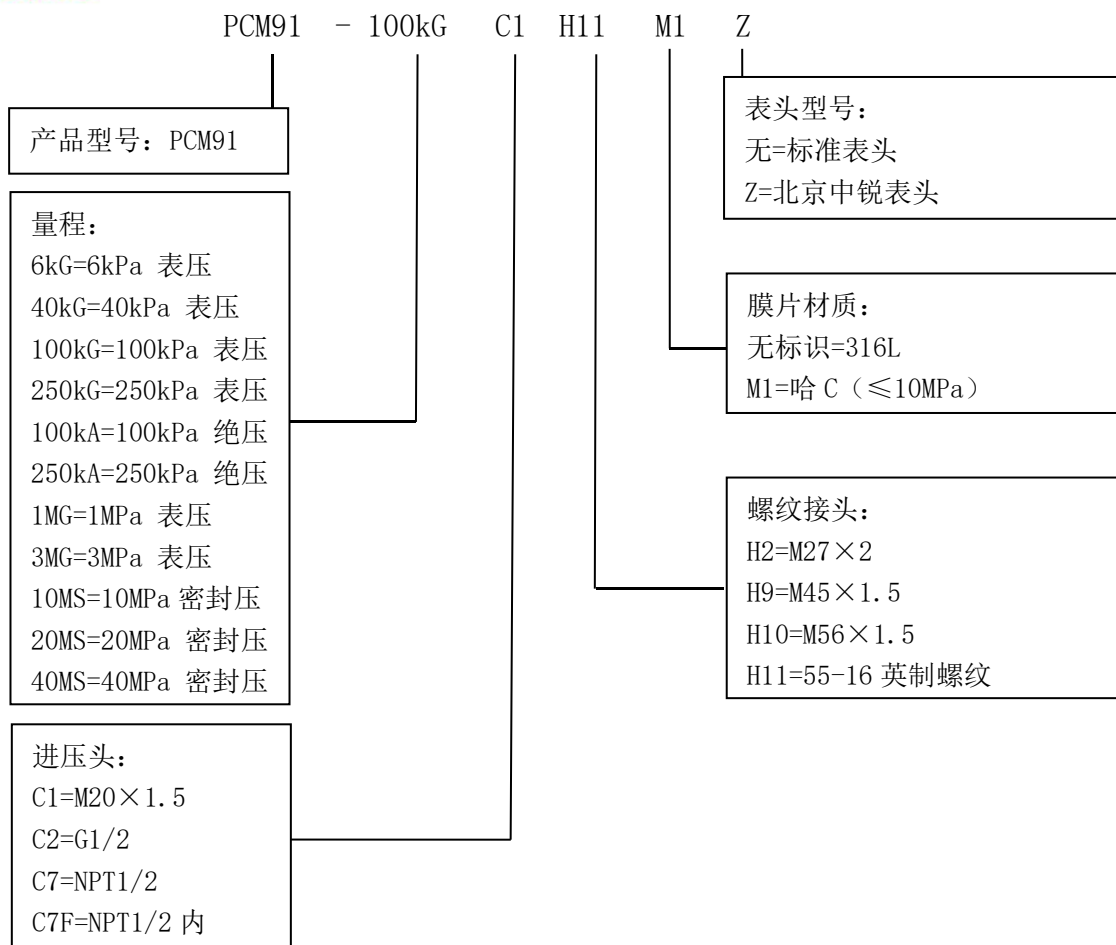 PCM91 - 100kG C1 H11 M1 Z
产品型号：PCM91
量程：
6kG=6kPa 表压
40kG=40kPa 表压
100kG=100kPa 表压
250kG=250kPa 表压
100kA=100kPa 绝压
250kA=250kPa 绝压
1MG=1MPa 表压
3MG=3MPa 表压
10MS=10MPa 密封压
20MS=20MPa 密封压
40MS=40MPa 密封压
进压头：
C1=M20×1.5
C2=G1/2
C7=NPT1/2
C7F=NPT1/2 内
表头型号：
无=标准表头
Z=北京中锐表头
膜片材质：
无标识=316L
M1=哈 C（≤10MPa）
螺纹接头：
H2=M27×2
H9=M45×1.5
H10=M56×1.5
H11=55-16 英制螺纹